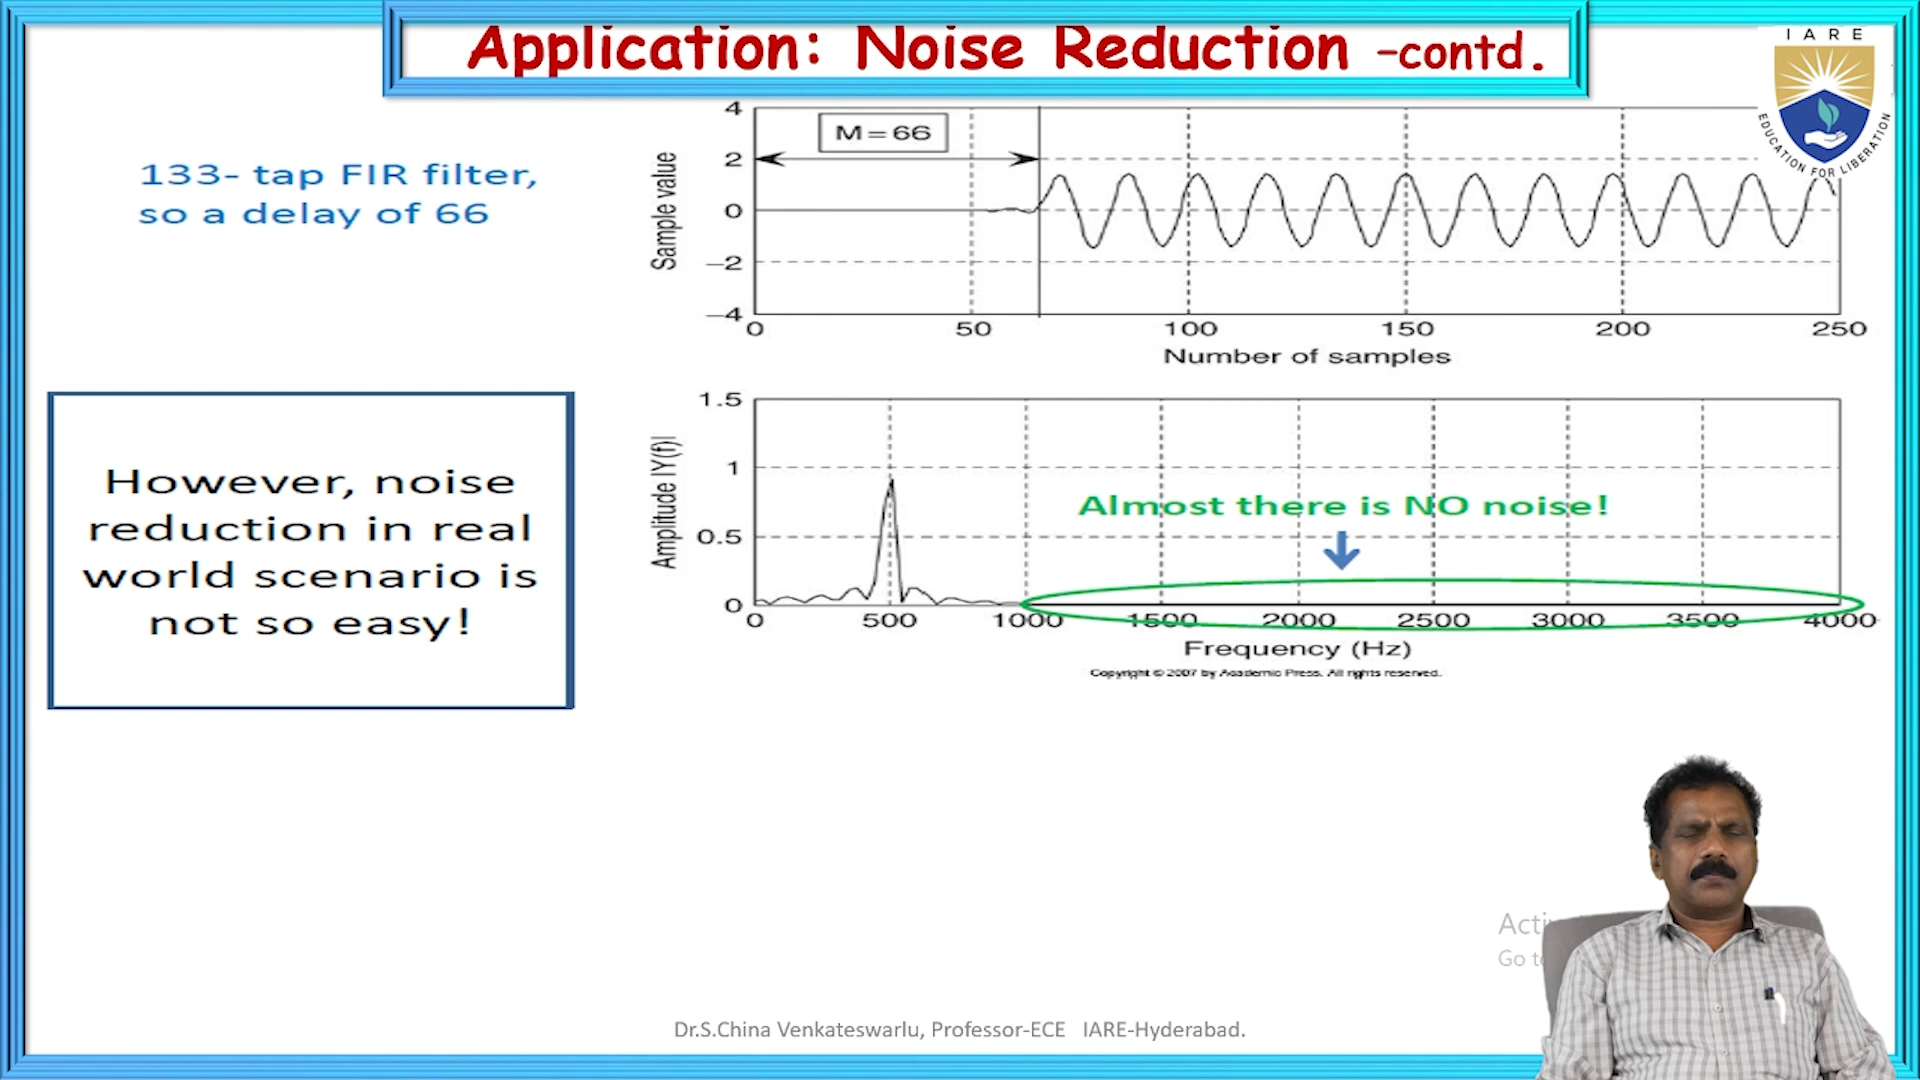 Application: Noise Reduction –contd.
I A R E
EDUCATION FOR LIBERATION
133- tap FIR filter,
so a delay of 66
M = 66
Sample value
4
2
0
−2
−4
0 50 100 150 200 250
Number of samples
However, noise
reduction in real
world scenario is
not so easy!
Amplitude |Y(f)|
1.5
1
0.5
0
Almost there is NO noise!
0 500 1000 1500 2000 2500 3000 3500 4000
Frequency (Hz)
Copyright © 2007 by Academic Press. All rights reserved.
Go to
Dr.S.China Venkateswarlu, Professor-ECE IARE-Hyderabad.